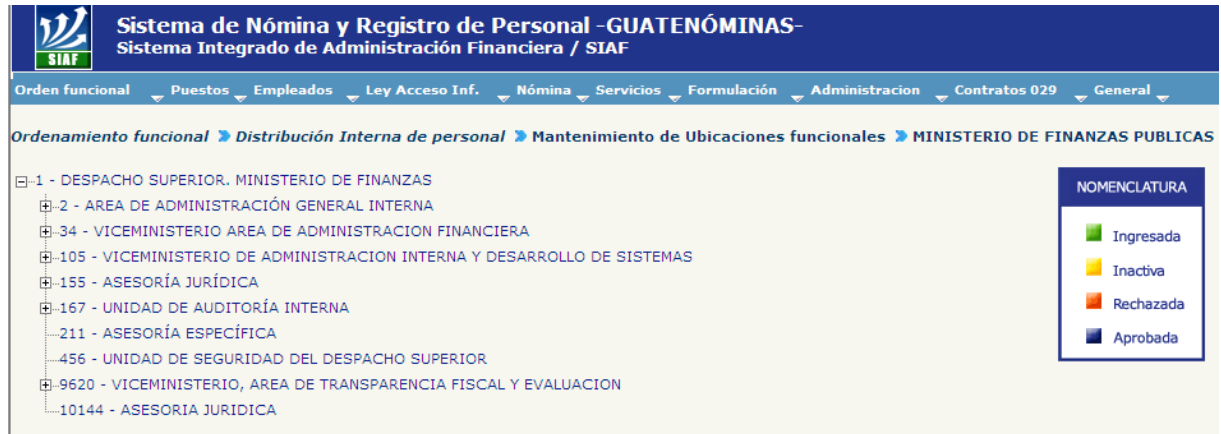 Sistema de Nómina y Registro de Personal -GUATENÓMINAS-
Sistema Integrado de Administración Financiera / SIAF
SIAF
Orden funcional Puestos Empleados Ley Acceso Inf. Nómina Servicios Formulación Administracion Contratos 029 General
Ordenamiento funcional Distribución Interna de personal Mantenimiento de Ubicaciones funcionales MINISTERIO DE FINANZAS PUBLICAS
1 - DESPACHO SUPERIOR. MINISTERIO DE FINANZAS
2 - AREA DE ADMINISTRACIÓN GENERAL INTERNA
34 - VICEMINISTERIO AREA DE ADMINISTRACION FINANCIERA
105 - VICEMINISTERIO DE ADMINISTRACION INTERNA Y DESARROLLO DE SISTEMAS
155 - ASESORÍA JURÍDICA
167 - UNIDAD DE AUDITORÍA INTERNA
211 - ASESORÍA ESPECÍFICA
456 - UNIDAD DE SEGURIDAD DEL DESPACHO SUPERIOR
9620 - VICEMINISTERIO, AREA DE TRANSPARENCIA FISCAL Y EVALUACION
10144 - ASESORIA JURIDICA
NOMENCLATURA
Ingresada
Inactiva
Rechazada
Aprobada